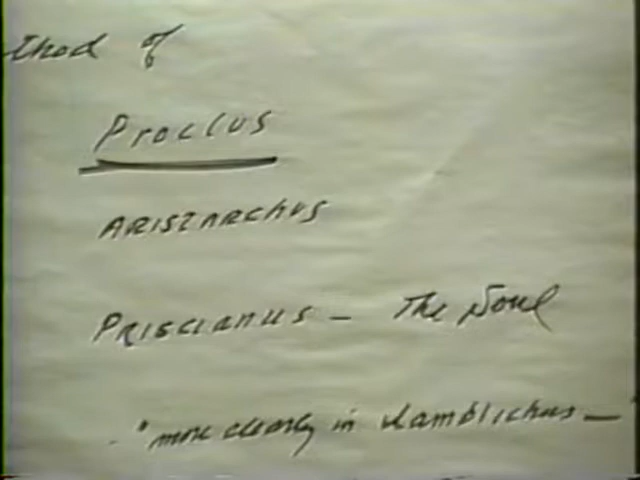 thod of
Proclus
ARISTARCHUS
PRISCIANUS - The Soul
- "more clearly in Iamblichus -"